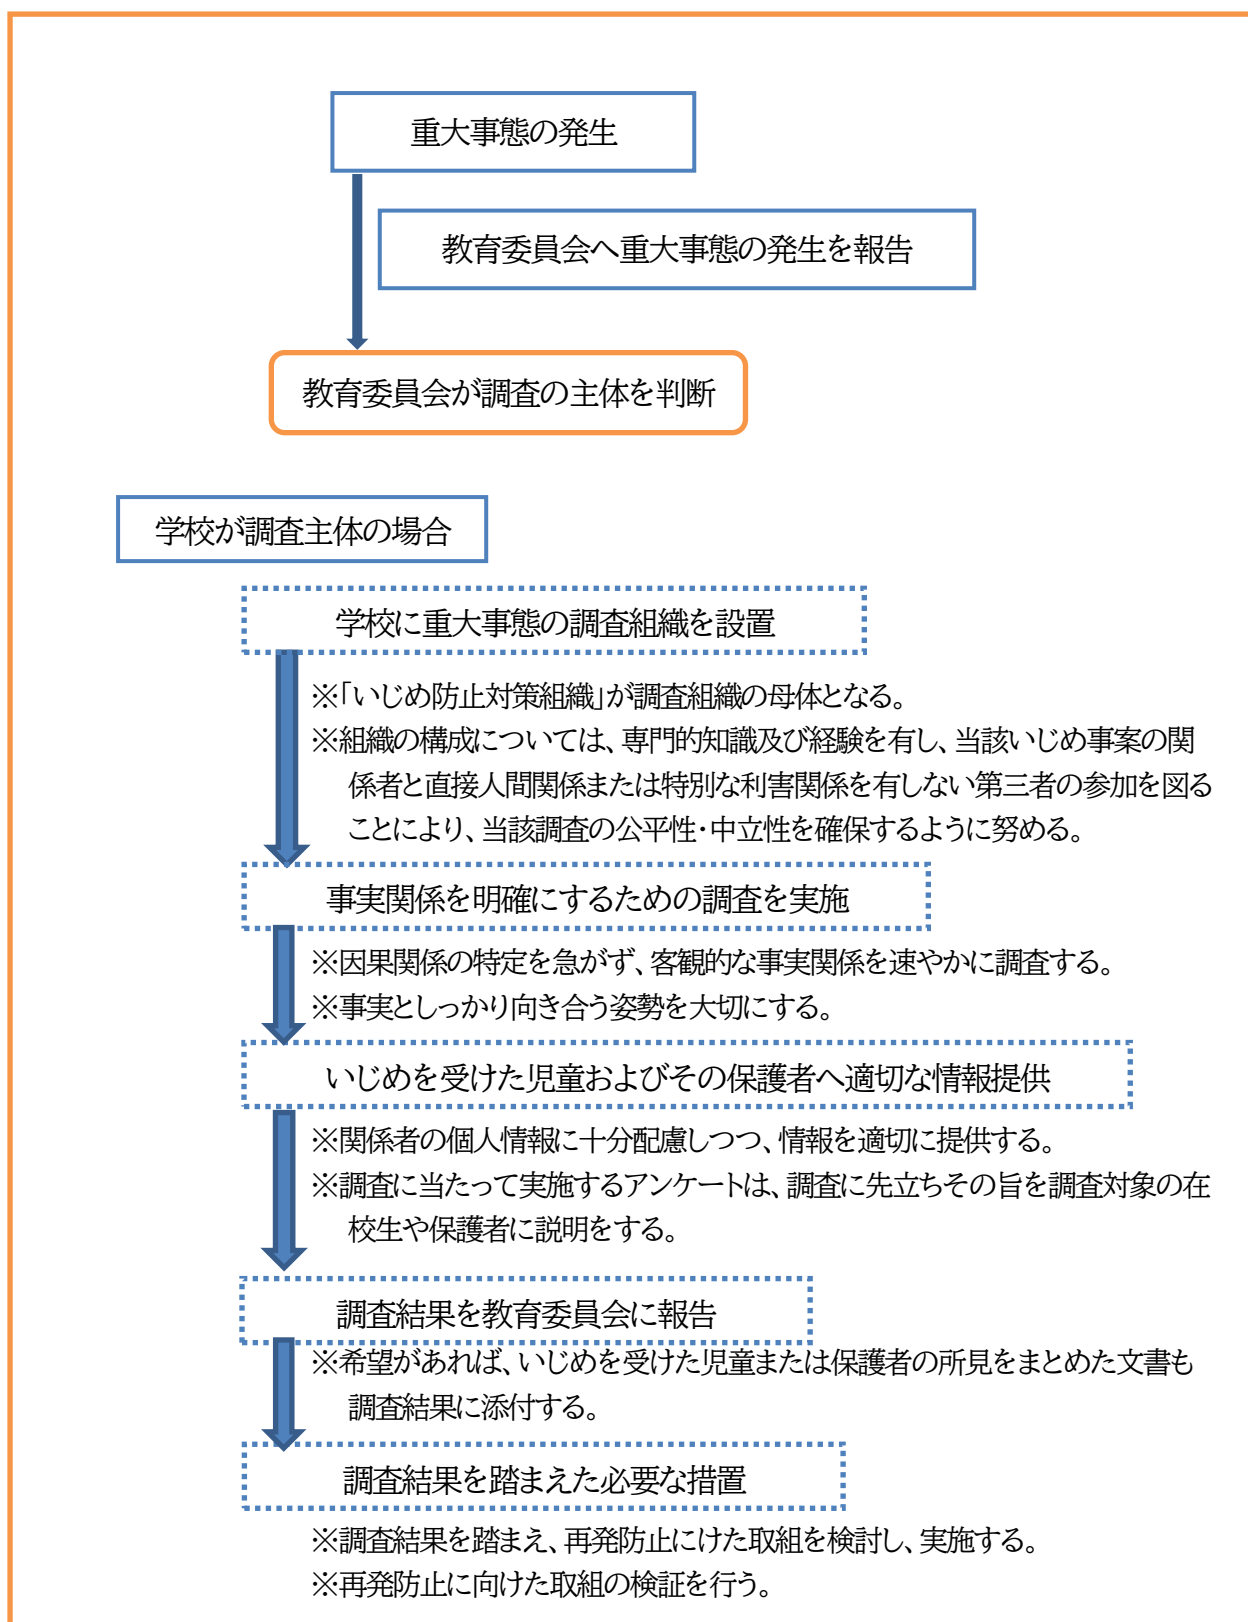 重大事態の発生
教育委員会へ重大事態の発生を報告
教育委員会が調査の主体を判断
学校が調査主体の場合
学校に重大事態の調査組織を設置
※「いじめ防止対策組織」が調査組織の母体となる。
※組織の構成については、専門的知識及び経験を有し、当該いじめ事案の関
係者と直接人間関係または特別な利害関係を有しない第三者の参加を図る
ことにより、当該調査の公平性・中立性を確保するように努める。
事実関係を明確にするための調査を実施
※因果関係の特定を急がず、客観的な事実関係を速やかに調査する。
※事実としっかり向き合う姿勢を大切にする。
いじめを受けた児童およびその保護者へ適切な情報提供
※関係者の個人情報に十分配慮しつつ、情報を適切に提供する。
※調査に当たって実施するアンケートは、調査に先立ちその旨を調査対象の在
校生や保護者に説明をする。
調査結果を教育委員会に報告
※希望があれば、いじめを受けた児童または保護者の所見をまとめた文書も
調査結果に添付する。
調査結果を踏まえた必要な措置
※調査結果を踏まえ、再発防止にけた取組を検討し、実施する。
※再発防止に向けた取組の検証を行う。